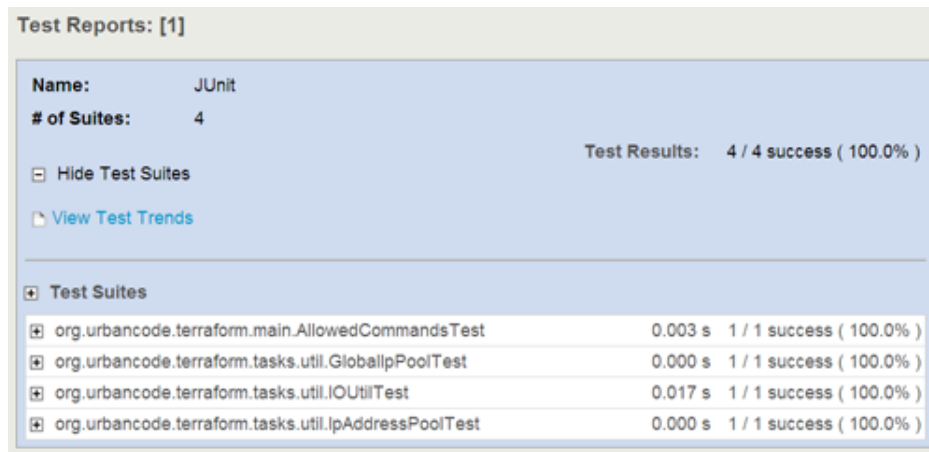 Test Reports: [1]
Name: JUnit
# of Suites: 4
Test Results: 4 / 4 success ( 100.0% )
Hide Test Suites
View Test Trends
Test Suites
org.urbancode.terraform.main.AllowedCommandsTest 0.003 s 1 / 1 success ( 100.0% )
org.urbancode.terraform.tasks.util.GlobalIpPoolTest 0.000 s 1 / 1 success ( 100.0% )
org.urbancode.terraform.tasks.util.IOUtilTest 0.017 s 1 / 1 success ( 100.0% )
org.urbancode.terraform.tasks.util.IpAddressPoolTest 0.000 s 1 / 1 success ( 100.0% )